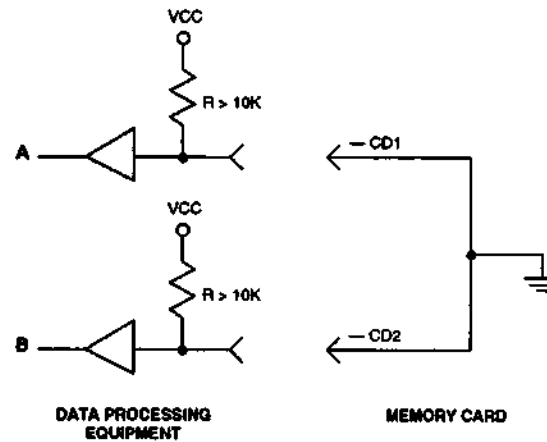 VCC
R > 10K
A
— CD1
VCC
R > 10K
B
— CD2
DATA PROCESSING
EQUIPMENT
MEMORY CARD